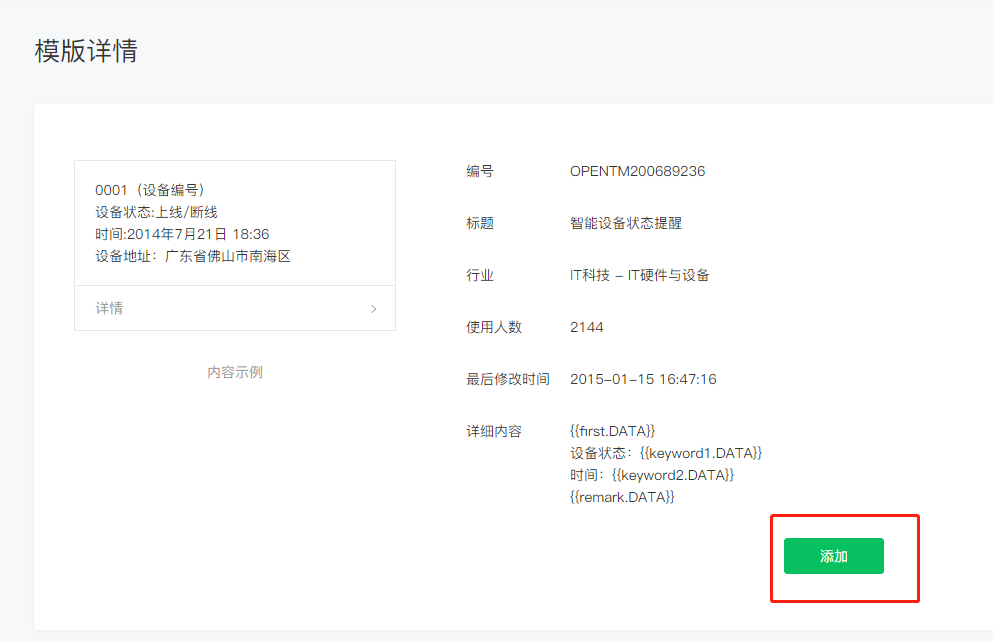 模版详情
0001（设备编号）
设备状态:上线/断线
时间:2014年7月21日 18:36
设备地址：广东省佛山市南海区
详情
内容示例
编号 OPENTM200689236
标题 智能设备状态提醒
行业 IT科技 - IT硬件与设备
使用人数 2144
最后修改时间 2015-01-15 16:47:16
详细内容 {{first.DATA}}
设备状态：{{keyword1.DATA}}
时间：{{keyword2.DATA}}
{{remark.DATA}}
添加